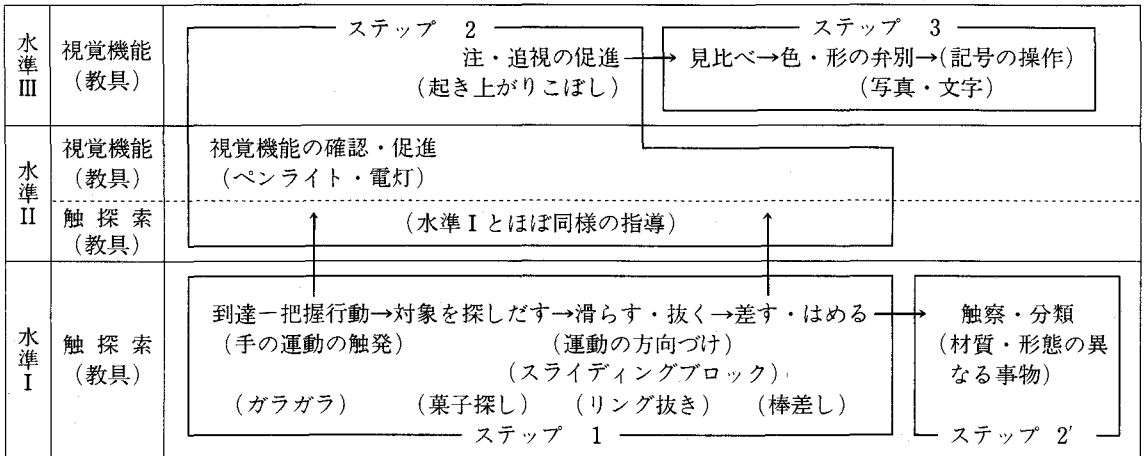 水準III
視覚機能
(教具)
ステップ 2
注・追視の促進→
(起き上がりこぼし)
ステップ 3
見比べ→色・形の弁別→(記号の操作)
(写真・文字)
水準II
視覚機能
(教具)
視覚機能の確認・促進
(ペンライト・電灯)
触探索
(教具)
(水準Iとほぼ同様の指導)
水準I
触探索
(教具)
到達―把握行動→対象を探しだす→滑らす・抜く→差す・はめる→
(手の運動の触発)
(運動の方向づけ)
(スライディングブロック)
(ガラガラ)
(菓子探し)
(リング抜き)
(棒差し)
ステップ 1
触察・分類
(材質・形態の異
なる事物)
ステップ 2′